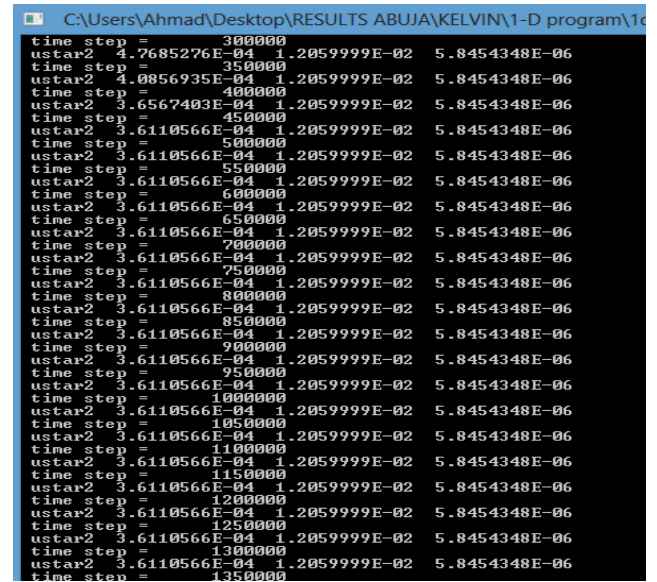 C:\Users\Ahmad\Desktop\RESULTS ABUJA\KELVIN\1-D program\1c
time step = 300000
ustar2 4.7685276E-04 1.2059999E-02 5.8454348E-06
time step = 350000
ustar2 4.0856935E-04 1.2059999E-02 5.8454348E-06
time step = 400000
ustar2 3.6567403E-04 1.2059999E-02 5.8454348E-06
time step = 450000
ustar2 3.6110566E-04 1.2059999E-02 5.8454348E-06
time step = 500000
ustar2 3.6110566E-04 1.2059999E-02 5.8454348E-06
time step = 550000
ustar2 3.6110566E-04 1.2059999E-02 5.8454348E-06
time step = 600000
ustar2 3.6110566E-04 1.2059999E-02 5.8454348E-06
time step = 650000
ustar2 3.6110566E-04 1.2059999E-02 5.8454348E-06
time step = 700000
ustar2 3.6110566E-04 1.2059999E-02 5.8454348E-06
time step = 750000
ustar2 3.6110566E-04 1.2059999E-02 5.8454348E-06
time step = 800000
ustar2 3.6110566E-04 1.2059999E-02 5.8454348E-06
time step = 850000
ustar2 3.6110566E-04 1.2059999E-02 5.8454348E-06
time step = 900000
ustar2 3.6110566E-04 1.2059999E-02 5.8454348E-06
time step = 950000
ustar2 3.6110566E-04 1.2059999E-02 5.8454348E-06
time step = 1000000
ustar2 3.6110566E-04 1.2059999E-02 5.8454348E-06
time step = 1050000
ustar2 3.6110566E-04 1.2059999E-02 5.8454348E-06
time step = 1100000
ustar2 3.6110566E-04 1.2059999E-02 5.8454348E-06
time step = 1150000
ustar2 3.6110566E-04 1.2059999E-02 5.8454348E-06
time step = 1200000
ustar2 3.6110566E-04 1.2059999E-02 5.8454348E-06
time step = 1250000
ustar2 3.6110566E-04 1.2059999E-02 5.8454348E-06
time step = 1300000
ustar2 3.6110566E-04 1.2059999E-02 5.8454348E-06
time step = 1350000